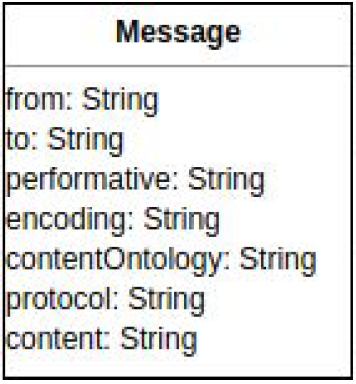 Message
from: String
to: String
performative: String
encoding: String
contentOntology: String
protocol: String
content: String